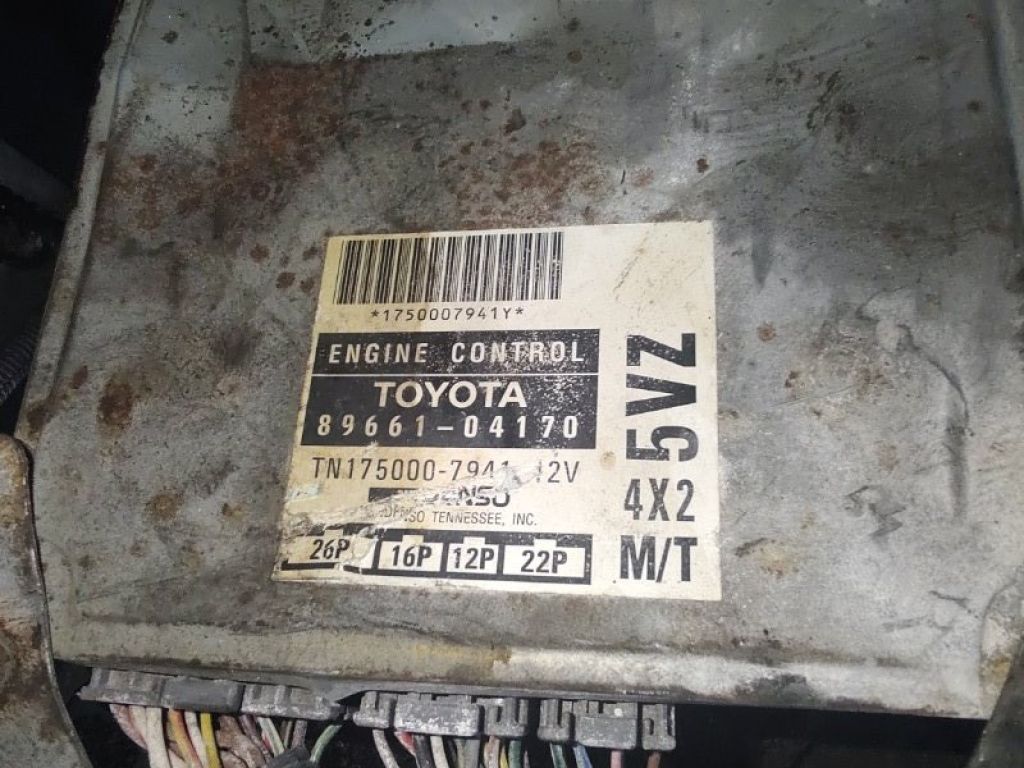 *1750007941Y*
ENGINE CONTROL
TOYOTA
89661-04170
TN175000-7941 12V
DENSO
DENSO TENNESSEE, INC.
26P 16P 12P 22P
5VZ
4X2
M/T